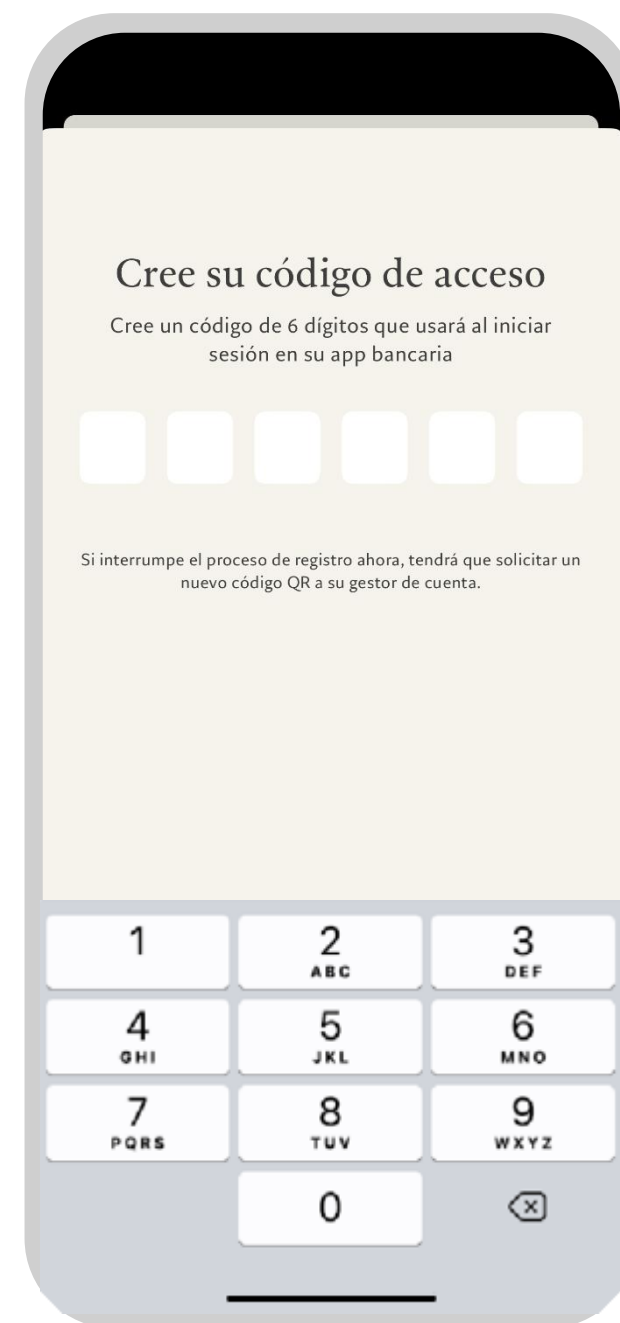 Cree su código de acceso
Cree un código de 6 dígitos que usará al iniciar
sesión en su app bancaria
Si interrumpe el proceso de registro ahora, tendrá que solicitar un
nuevo código QR a su gestor de cuenta.
1 2 3
ABC DEF
4 5 6
GHI JKL MNO
7 8 9
PQRS TUV WXYZ
0